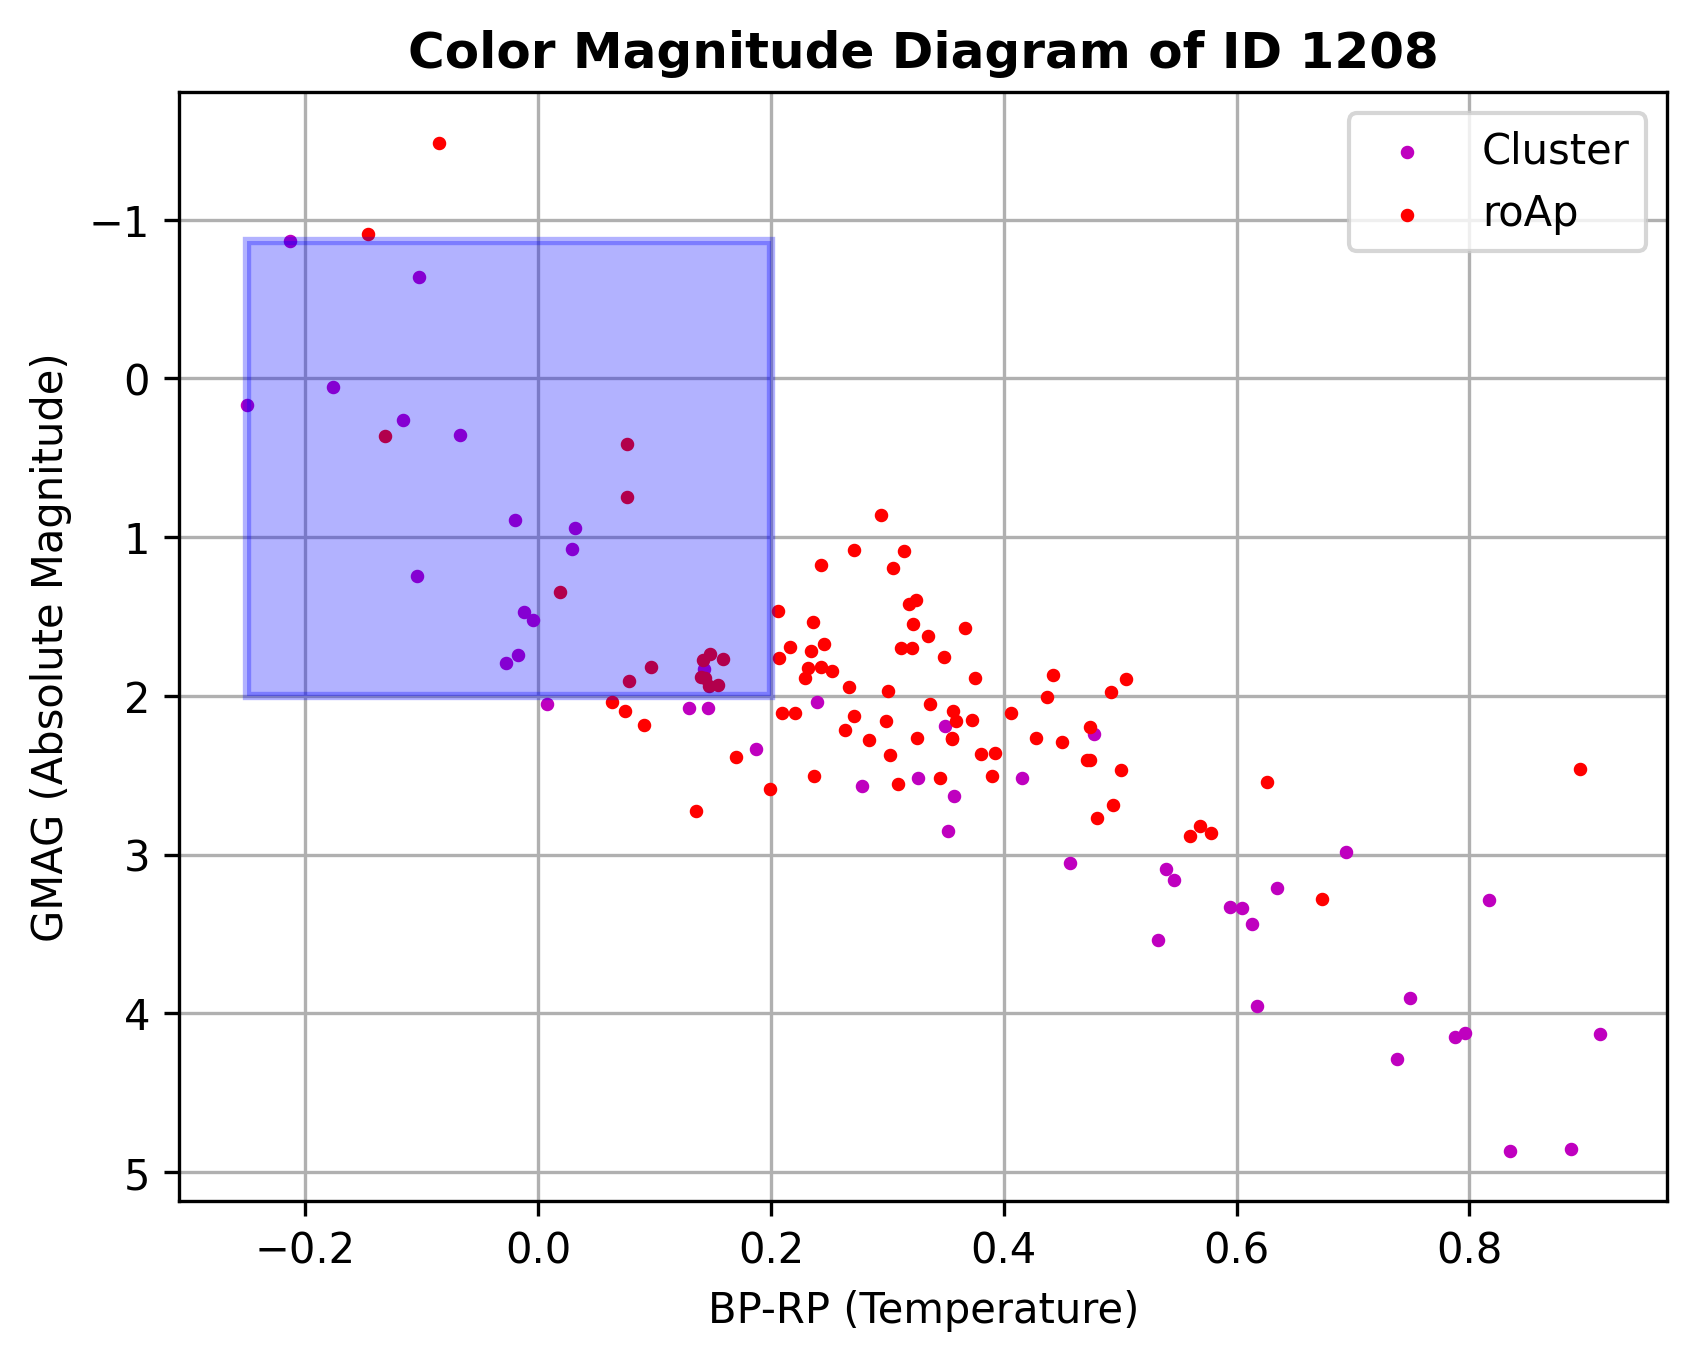 Color Magnitude Diagram of ID 1208
Cluster
roAp
GMAG (Absolute Magnitude)
−1
0
1
2
3
4
5
−0.2 0.0 0.2 0.4 0.6 0.8
BP-RP (Temperature)